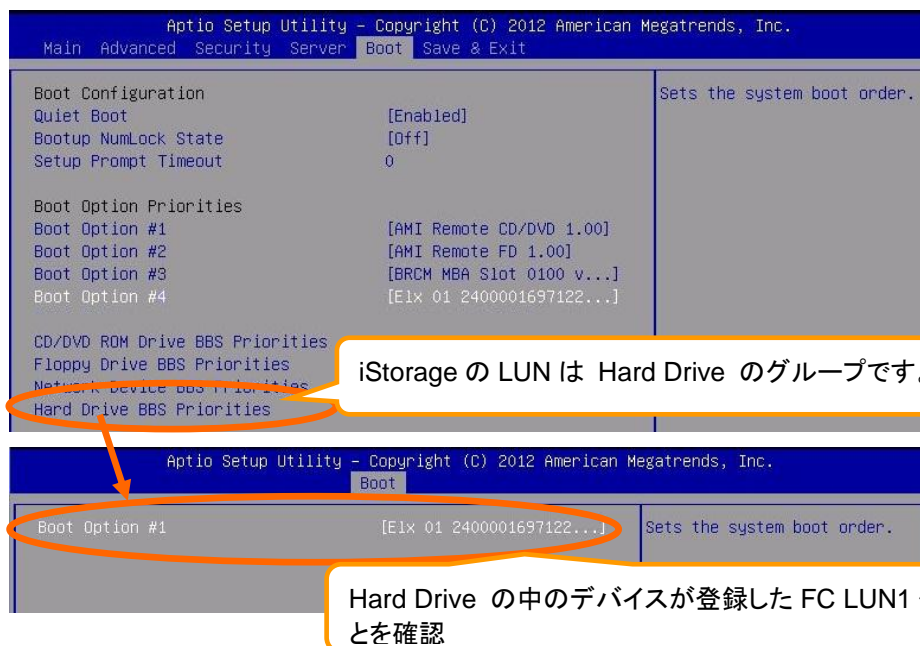 Aptio Setup Utility – Copyright (C) 2012 American Megatrends, Inc.
Main Advanced Security Server Boot Save & Exit
Boot Configuration
Quiet Boot [Enabled]
Bootup NumLock State [Off]
Setup Prompt Timeout 0
Boot Option Priorities
Boot Option #1 [AMI Remote CD/DVD 1.00]
Boot Option #2 [AMI Remote FD 1.00]
Boot Option #3 [BRCM MBA Slot 0100 v...]
Boot Option #4 [Elx 01 2400001697122...]
CD/DVD ROM Drive BBS Priorities
Floppy Drive BBS Priorities
Network Device BBS Priorities
Hard Drive BBS Priorities
Sets the system boot order.
iStorage の LUN は Hard Drive のグループです
Aptio Setup Utility – Copyright (C) 2012 American Megatrends, Inc.
Boot
Boot Option #1 [Elx 01 2400001697122...]
Sets the system boot order.
Hard Drive の中のデバイスが登録した FC LUN1
とを確認